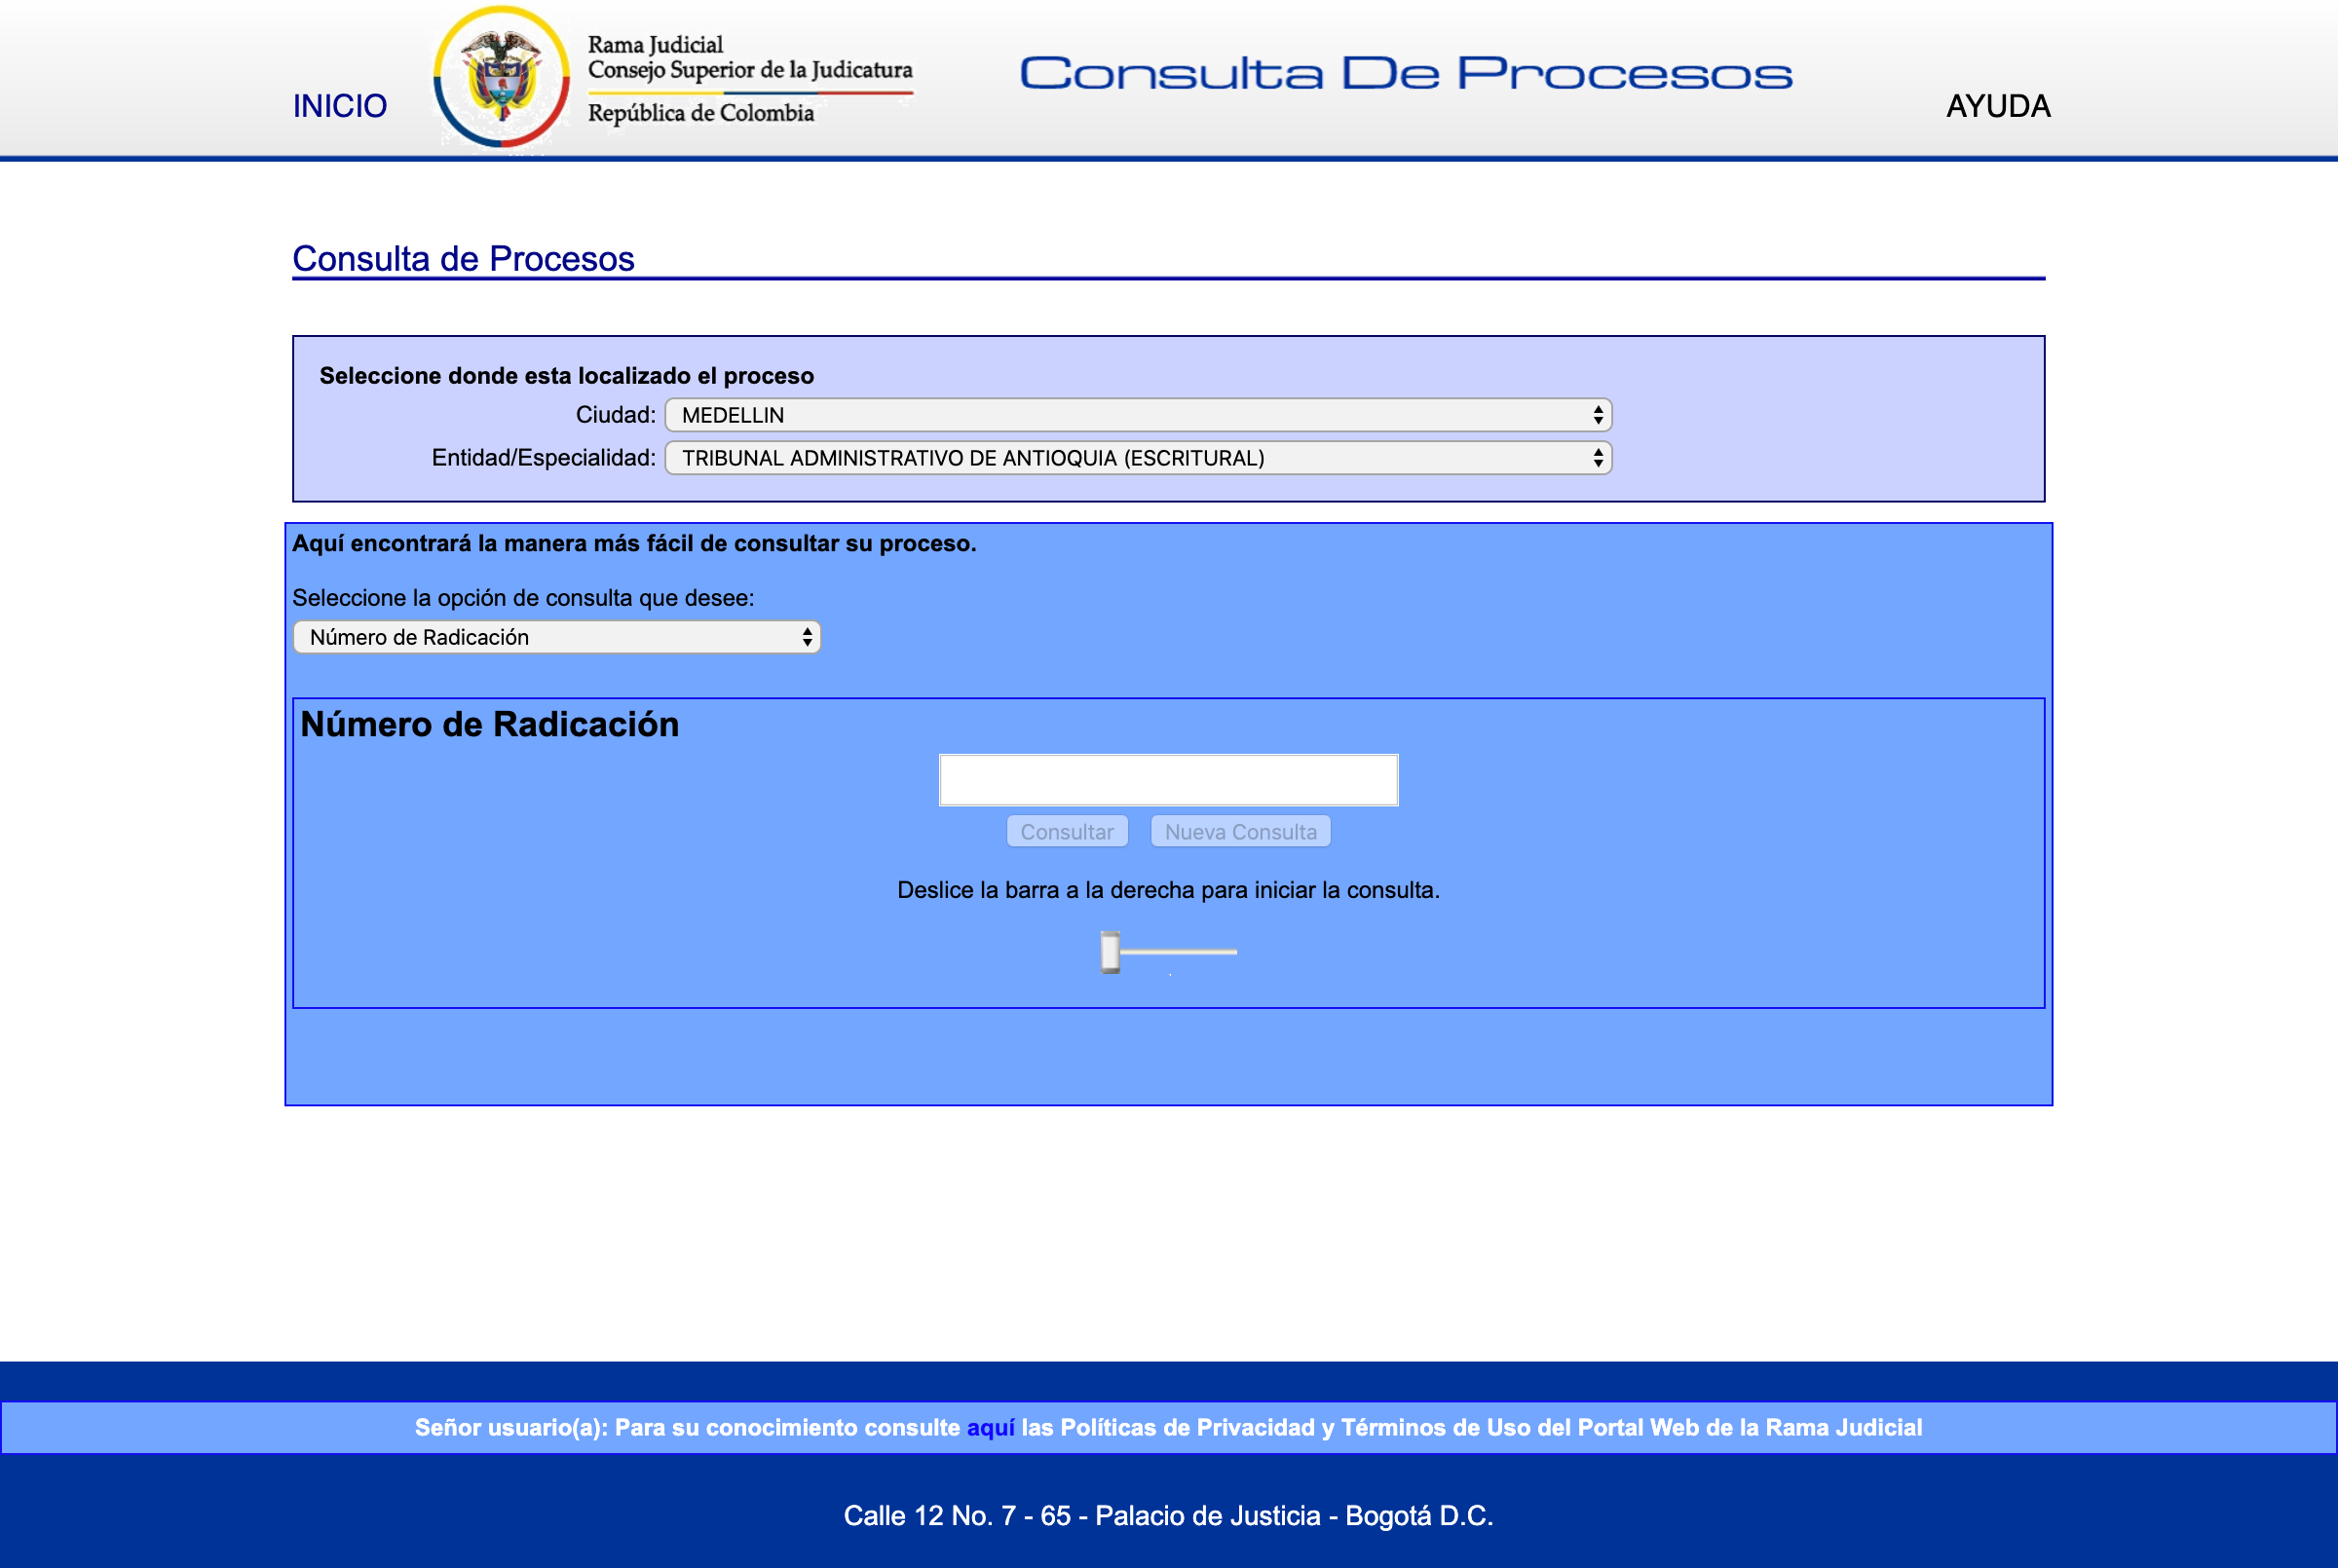 INICIO
Rama Judicial
Consejo Superior de la Judicatura
República de Colombia
Consulta De Procesos
AYUDA
Consulta de Procesos
Seleccione donde esta localizado el proceso
Ciudad: MEDELLIN
Entidad/Especialidad: TRIBUNAL ADMINISTRATIVO DE ANTIOQUIA (ESCRITURAL)
Aquí encontrará la manera más fácil de consultar su proceso.
Seleccione la opción de consulta que desee:
Número de Radicación
Número de Radicación
Consultar Nueva Consulta
Deslice la barra a la derecha para iniciar la consulta.
Señor usuario(a): Para su conocimiento consulte aquí las Políticas de Privacidad y Términos de Uso del Portal Web de la Rama Judicial
Calle 12 No. 7 - 65 - Palacio de Justicia - Bogotá D.C.